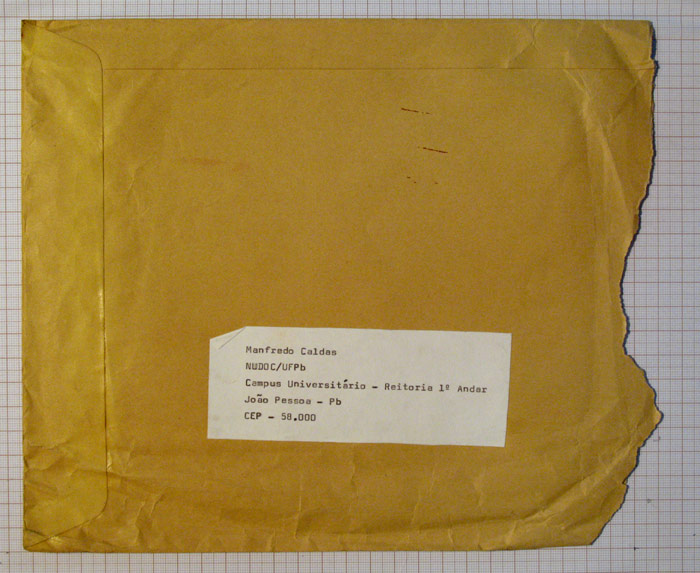 Manfredo Caldas
NUDOC/UFPb
Campus Universitário - Reitoria 1º Andar
João Pessoa - Pb
CEP - 58.000